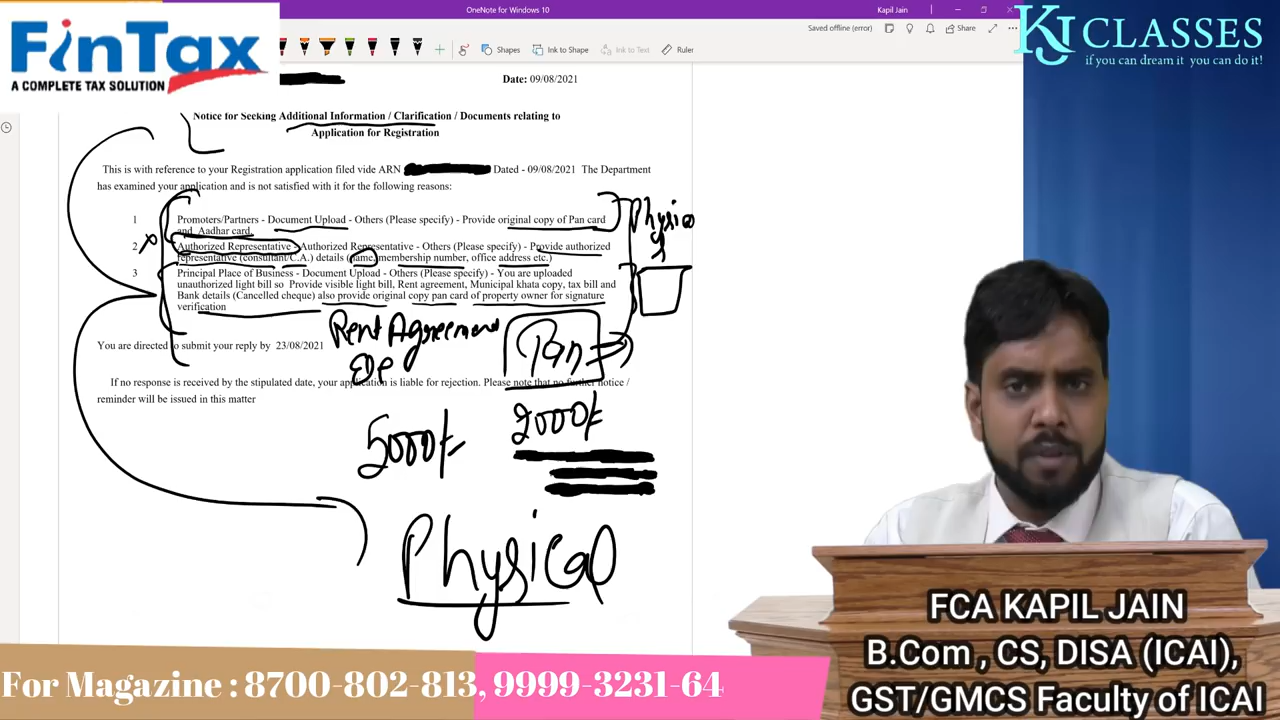 OneNote for Windows 10
Kapil Jain
Saved offline (error)
Share
Shapes
Ink to Shape
Ink to Text
Ruler
FinTax
A COMPLETE TAX SOLUTION
KJ CLASSES
if you can dream it you can do it!
Date: 09/08/2021
Notice for Seeking Additional Information / Clarification / Documents relating to
Application for Registration
This is with reference to your Registration application filed vide ARN Dated - 09/08/2021 The Department
has examined your application and is not satisfied with it for the following reasons:
1 Promoters/Partners - Document Upload - Others (Please specify) - Provide original copy of Pan card
and Aadhar card.
2 Authorized Representative - Authorized Representative - Others (Please specify) - Provide authorized
representative (consultant/C.A.) details (name, membership number, office address etc.)
3 Principal Place of Business - Document Upload - Others (Please specify) - You are uploaded
unauthorized light bill so Provide visible light bill, Rent agreement, Municipal khata copy, tax bill and
Bank details (Cancelled cheque) also provide original copy pan card of property owner for signature
verification
Rent Agreement
Pan
You are directed to submit your reply by 23/08/2021
If no response is received by the stipulated date, your application is liable for rejection. Please note that no further notice /
reminder will be issued in this matter
5000/-
2000/-
Physical
FCA KAPIL JAIN
B.Com , CS, DISA (ICAI),
GST/GMCS Faculty of ICAI
For Magazine : 8700-802-813, 9999-3231-64